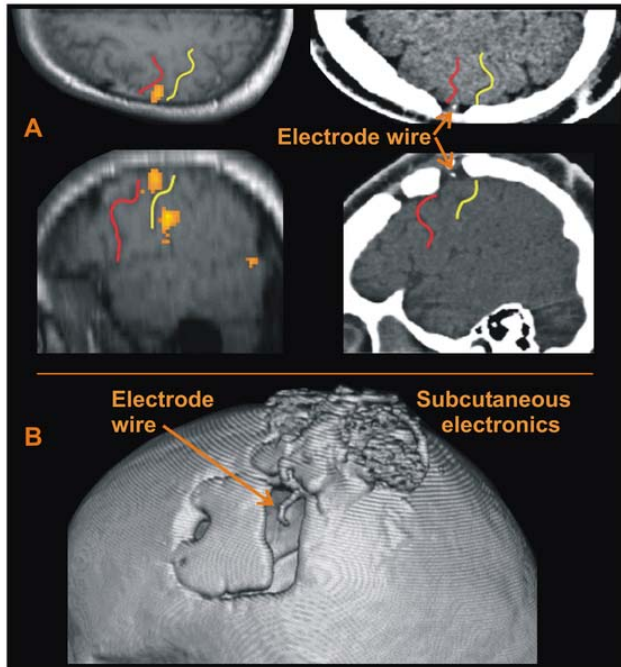 A
Electrode wire
B
Electrode
wire
Subcutaneous
electronics